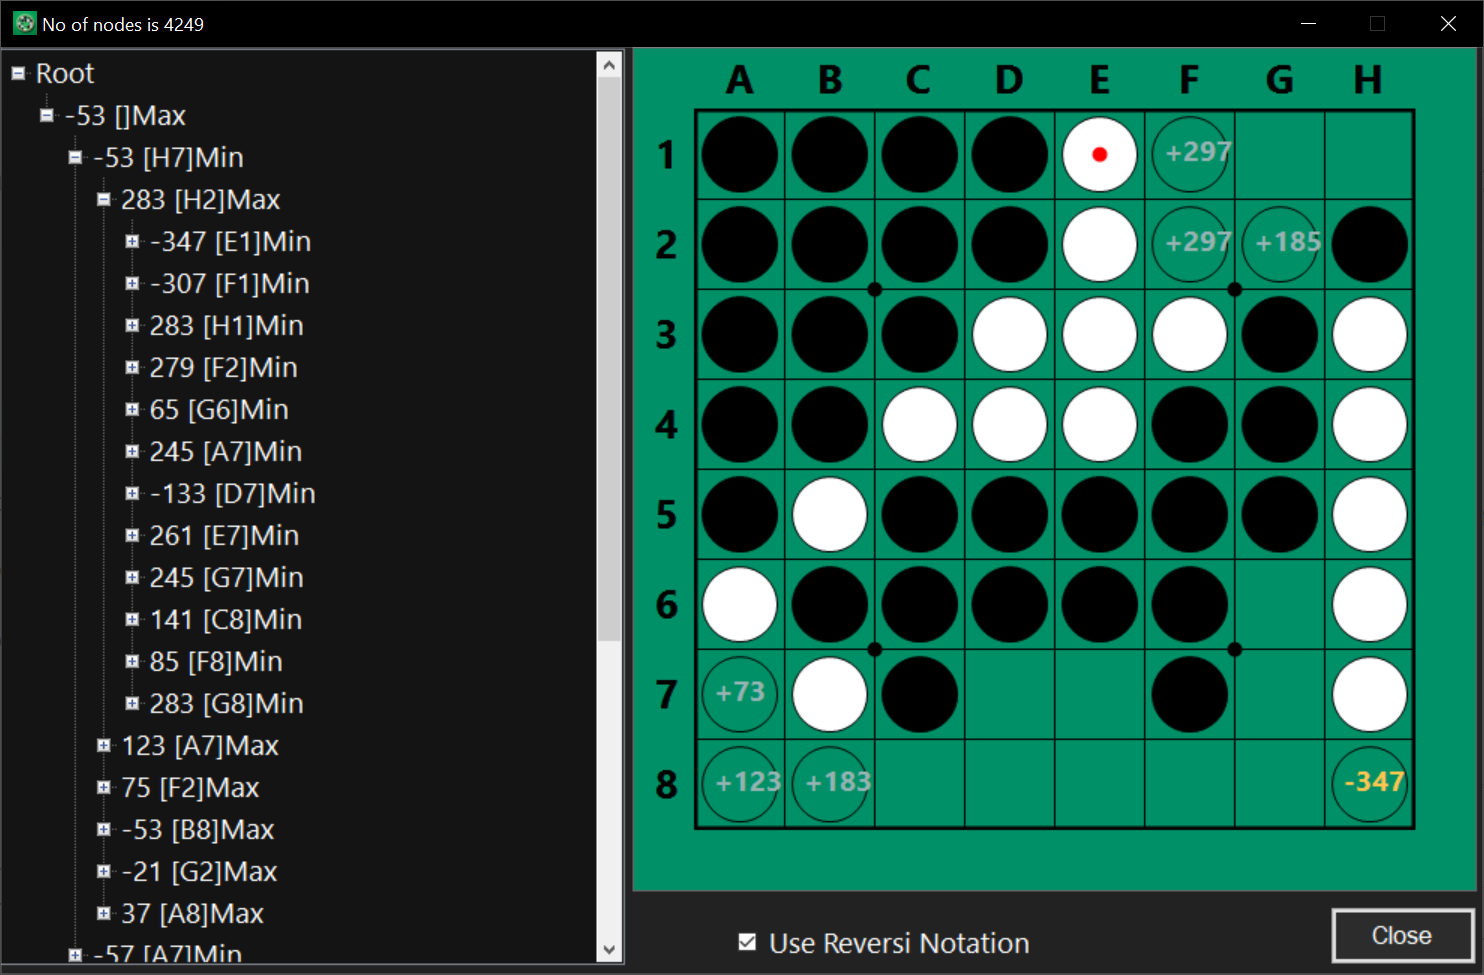 No of nodes is 4249
Root
-53 []Max
-53 [H7]Min
283 [H2]Max
-347 [E1]Min
-307 [F1]Min
283 [H1]Min
279 [F2]Min
65 [G6]Min
245 [A7]Min
-133 [D7]Min
261 [E7]Min
245 [G7]Min
141 [C8]Min
85 [F8]Min
283 [G8]Min
123 [A7]Max
75 [F2]Max
-53 [B8]Max
-21 [G2]Max
37 [A8]Max
-57 [A7]Min
A B C D E F G H
1 +297
2 +297 +185
3
4
5
6
7 +73
8 +123 +183 -347
Use Reversi Notation
Close